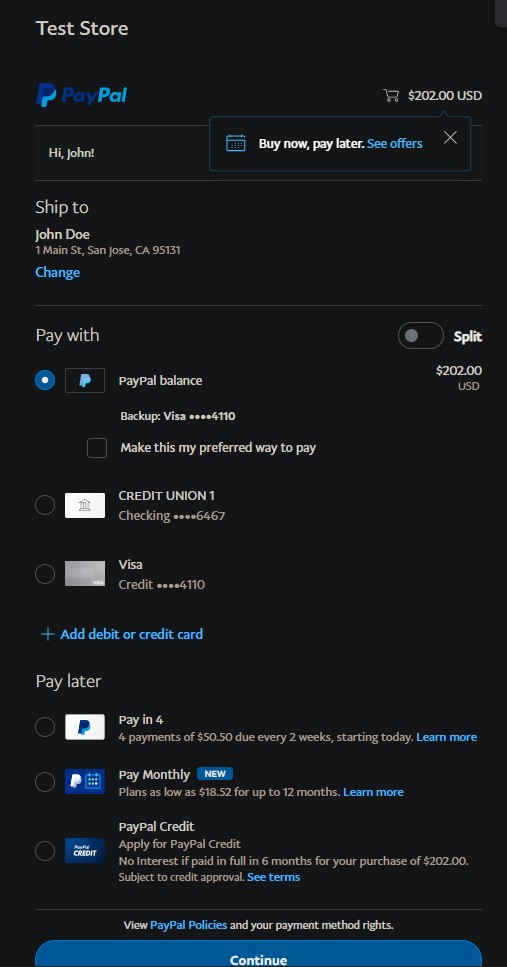 Test Store
PayPal
$202.00 USD
Hi, John!
Buy now, pay later. See offers
Ship to
John Doe
1 Main St, San Jose, CA 95131
Change
Pay with
Split
PayPal balance
$202.00
USD
Backup: Visa ••••4110
Make this my preferred way to pay
CREDIT UNION 1
Checking ••••6467
VISA
Visa
Credit ••••4110
+ Add debit or credit card
Pay later
Pay in 4
4 payments of $50.50 due every 2 weeks, starting today. Learn more
Pay Monthly NEW
Plans as low as $18.52 for up to 12 months. Learn more
PayPal
CREDIT
PayPal Credit
Apply for PayPal Credit
No Interest if paid in full in 6 months for your purchase of $202.00.
Subject to credit approval. See terms
View PayPal Policies and your payment method rights.
Continue